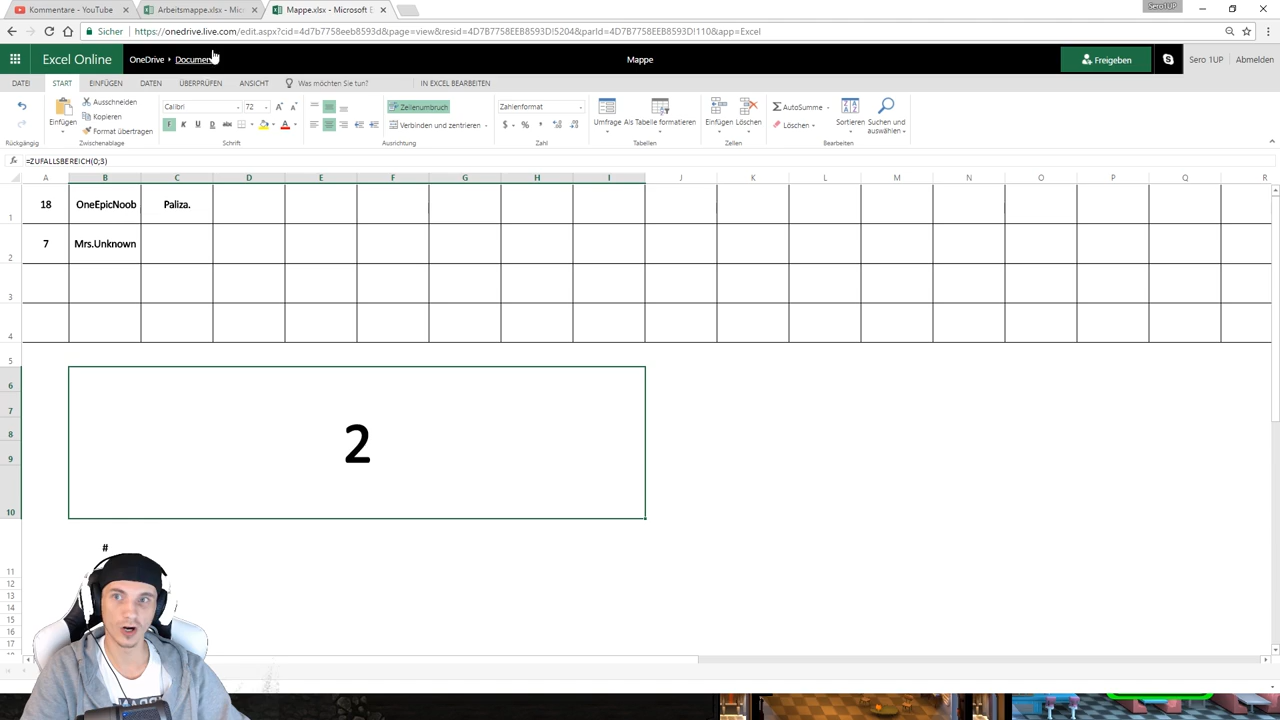 Kommentare - YouTube
Arbeitsmappe.xlsx - Micr
Mappe.xlsx - Microsoft E
Sero1UP
Sicher
https://onedrive.live.com/edit.aspx?cid=4d7b7758eeb8593d&page=view&resid=4D7B7758EEB8593D!5204&parId=4D7B7758EEB8593D!110&app=Excel
Excel Online
OneDrive
Mappe
Freigeben
Sero 1UP
Abmelden
DATEI
START
EINFÜGEN
DATEN
ÜBERPRÜFEN
ANSICHT
Was möchten Sie tun?
IN EXCEL BEARBEITEN
Ausschneiden
Kopieren
Format übertragen
Einfügen
Rückgängig
Zwischenablage
Calibri
72
F K U D abc
Schrift
Zellenumbruch
Verbinden und zentrieren
Ausrichtung
Zahlenformat
$ %
Zahl
Umfrage
Als Tabelle formatieren
Tabellen
Einfügen
Löschen
Zellen
AutoSumme
Löschen
Sortieren
Suchen und auswählen
Bearbeiten
fx =ZUFALLSBEREICH(0;3)
A B C D E F G H I J K L M N O P Q R
1 18 OneEpicNoob Paliza.
2 7 Mrs.Unknown
3
4
5
6
7
8
9
10
2
#
11
12
13
14
15
16
17